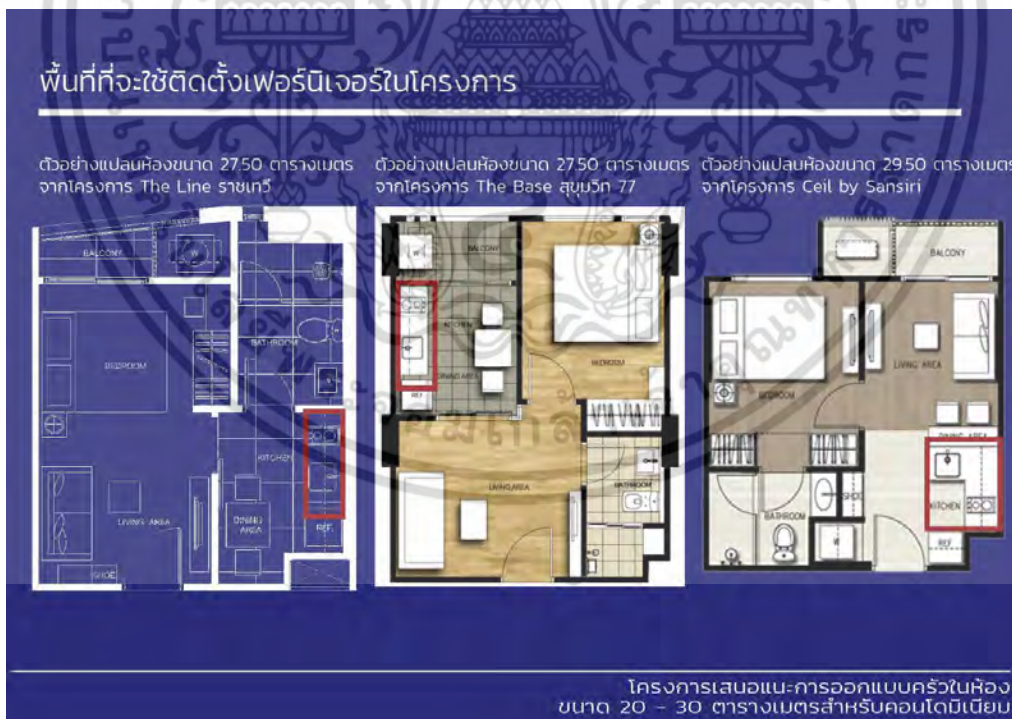 พื้นที่ที่จะใช้ติดตั้งเฟอร์นิเจอร์ในโครงการ
ตัวอย่างแปลนห้องขนาด 27.50 ตารางเมตร
จากโครงการ The Line ราชเทวี
BALCONY
W
BEDROOM
BATHROOM
KITCHEN
LIVING AREA
DINING
AREA
REF.
SHOE
ตัวอย่างแปลนห้องขนาด 27.50 ตารางเมตร
จากโครงการ The Base สุขุมวิท 77
W
BALCONY
KITCHEN
DINING AREA
BEDROOM
REF
LIVING AREA
BATHROOM
ตัวอย่างแปลนห้องขนาด 29.50 ตารางเมตร
จากโครงการ Ceil by Sansiri
BALCONY
LIVING AREA
BEDROOM
DINING AREA
KITCHEN
SHOE
BATHROOM
W
REF
โครงการเสนอแนะการออกแบบครัวในห้อง
ขนาด 20 - 30 ตารางเมตรสำหรับคอนโดมิเนียม